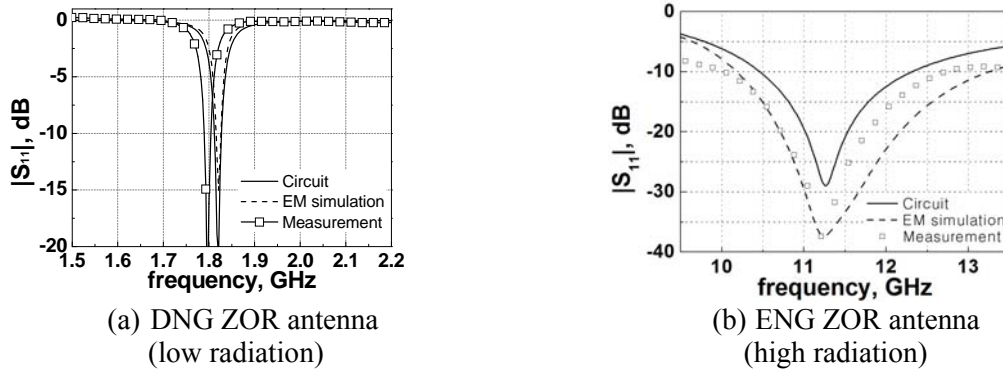 0
-5
-10
-15
-20
|S₁₁|, dB
Circuit
EM simulation
Measurement
1.5 1.6 1.7 1.8 1.9 2.0 2.1 2.2
frequency, GHz
(a) DNG ZOR antenna
(low radiation)
0
-10
-20
-30
-40
|S₁₁|, dB
Circuit
EM simulation
Measurement
10 11 12 13
frequency, GHz
(b) ENG ZOR antenna
(high radiation)